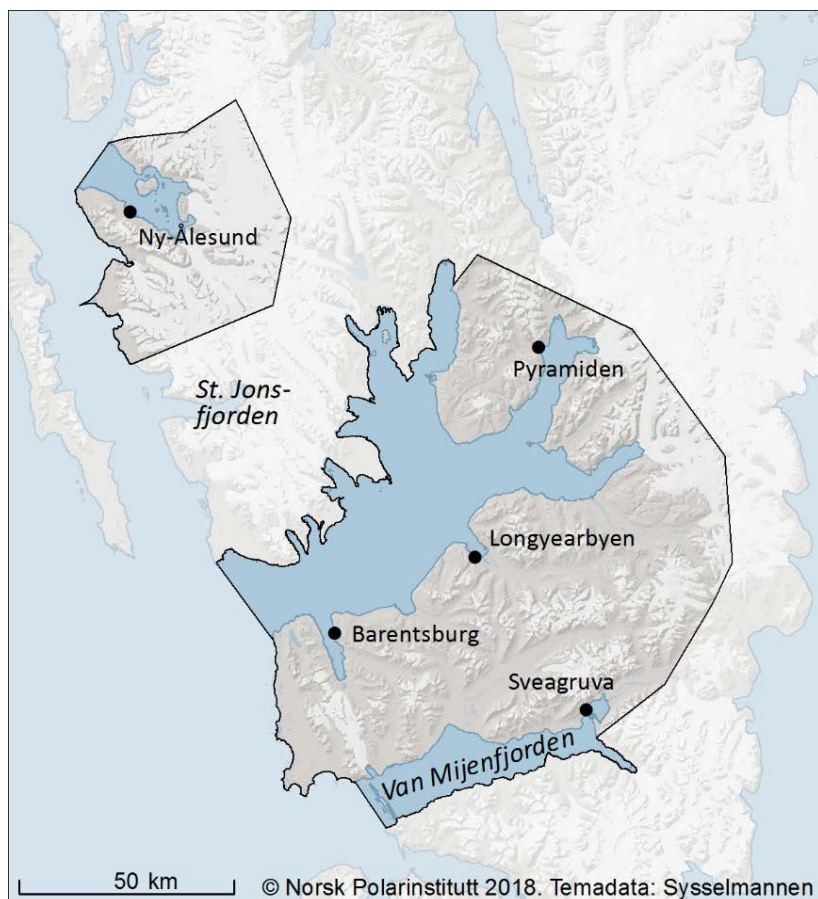 Ny-Ålesund
St. Jons-
fjorden
Pyramiden
Longyearbyen
Barentsburg
Sveagruva
Van Mijenfjorden
50 km
© Norsk Polarinstitutt 2018. Temadata: Sysselmannen